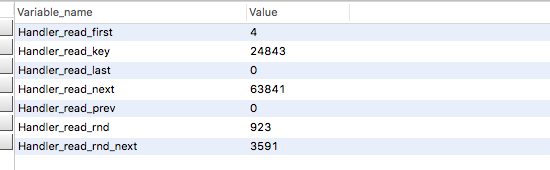 Variable_name Value
Handler_read_first 4
Handler_read_key 24843
Handler_read_last 0
Handler_read_next 63841
Handler_read_prev 0
Handler_read_rnd 923
Handler_read_rnd_next 3591